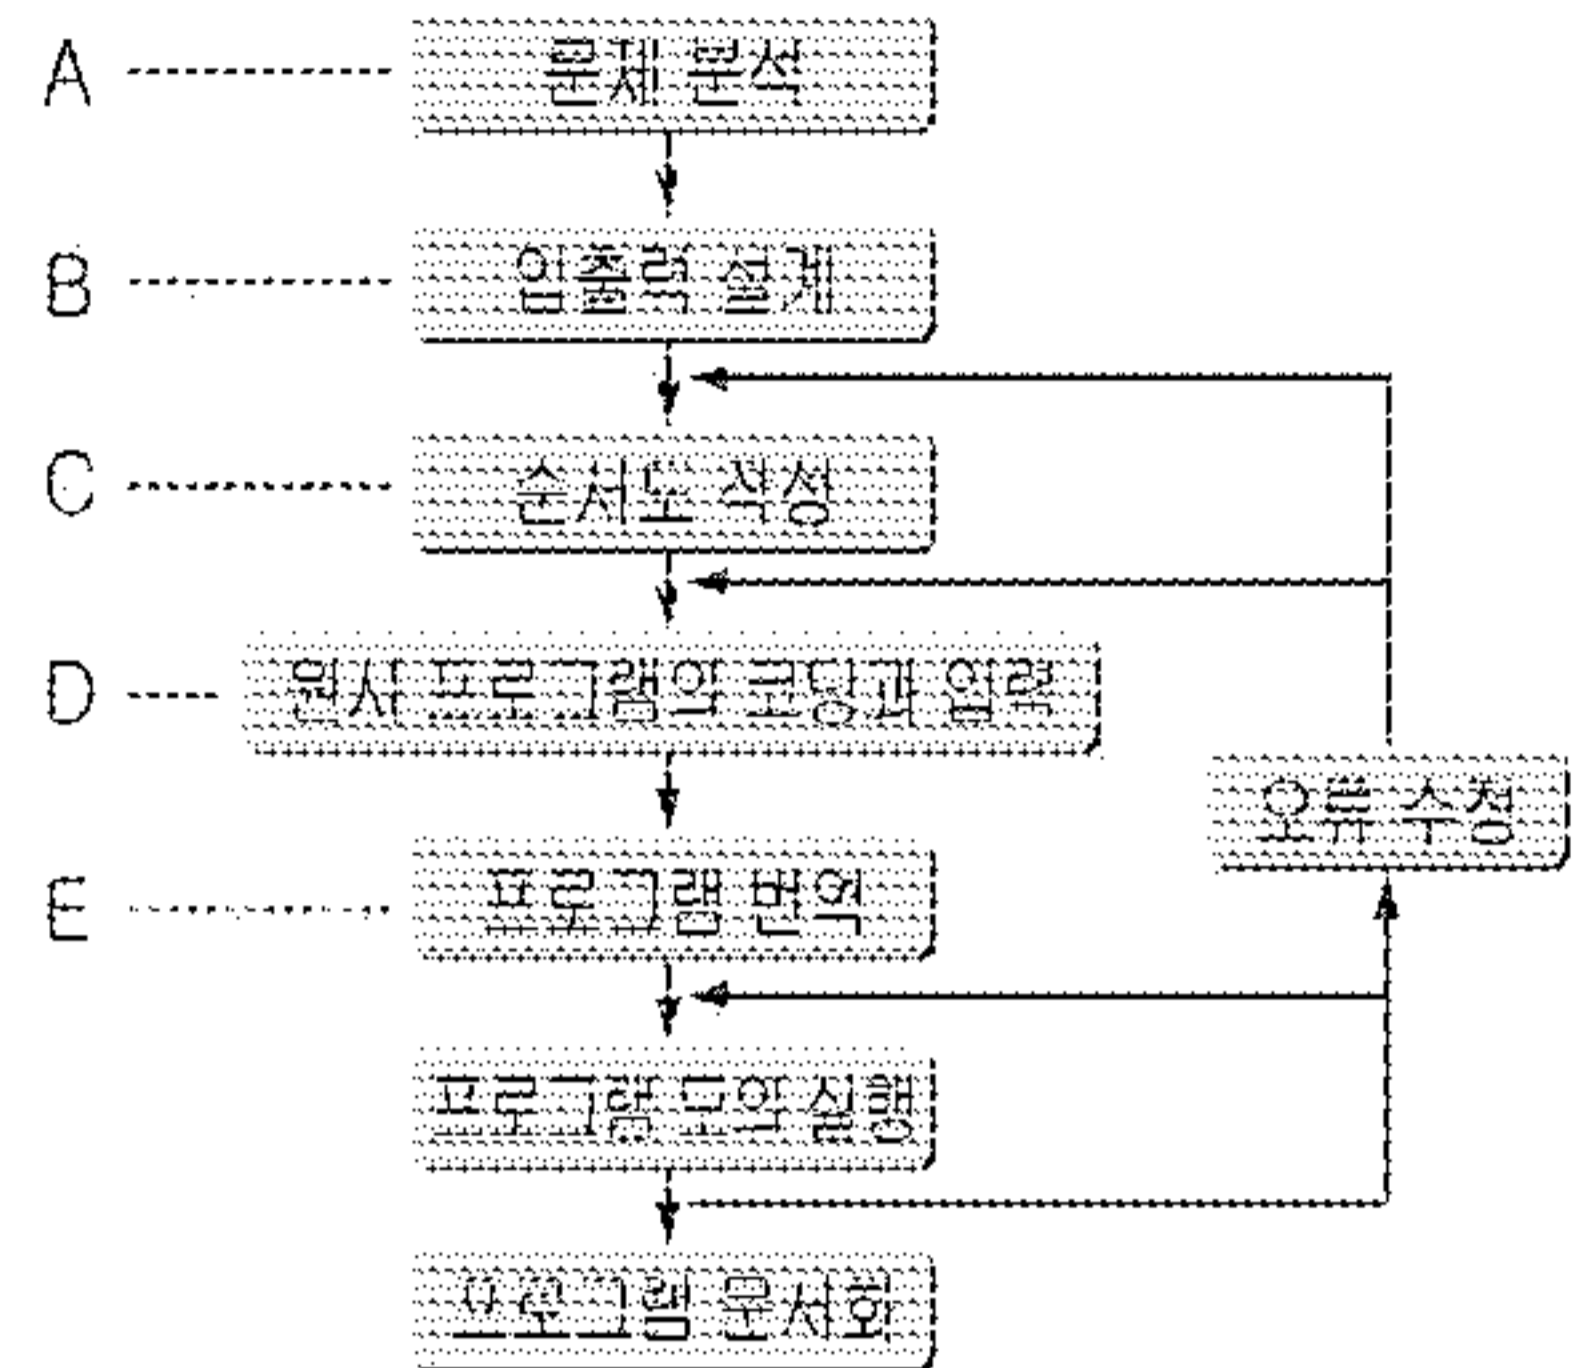 A 문제 분석
B 입출력 설계
C 순서도 작성
D 원시 프로그램의 코딩과 입력
오류 수정
E 프로그램 번역
프로그램 모의 실행
프로그램 문서화